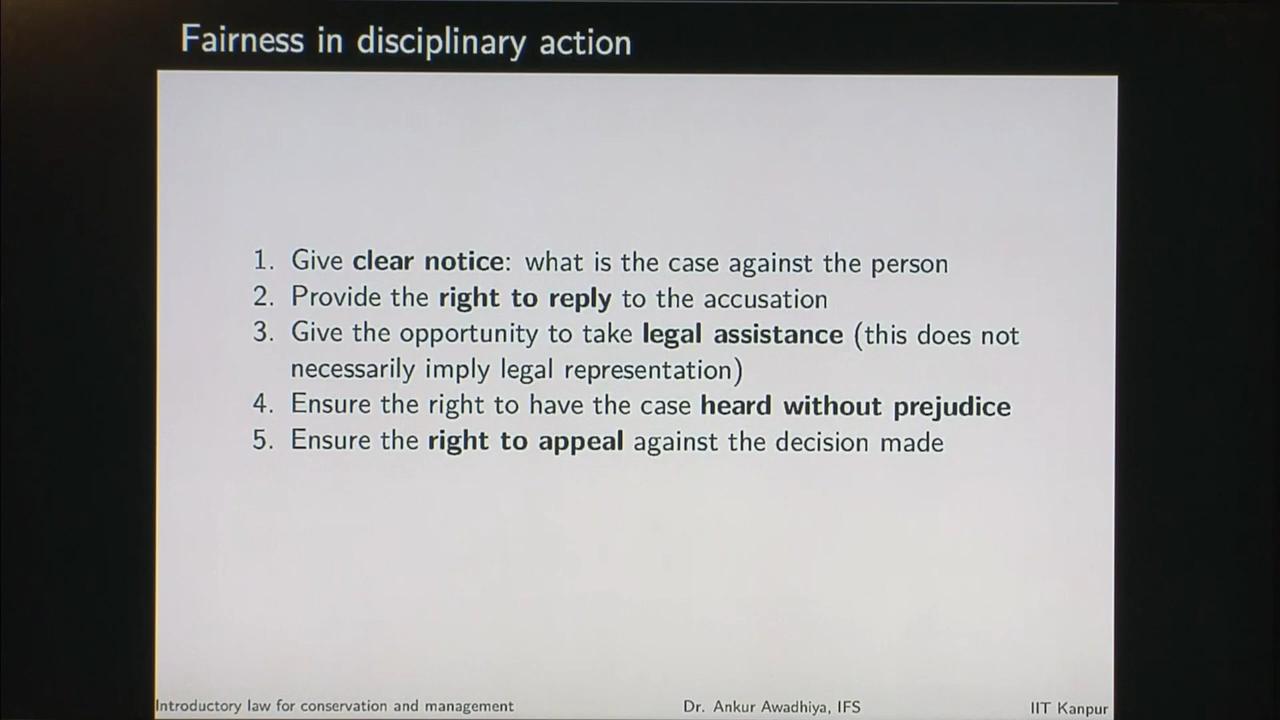 Fairness in disciplinary action
1. Give clear notice: what is the case against the person
2. Provide the right to reply to the accusation
3. Give the opportunity to take legal assistance (this does not
necessarily imply legal representation)
4. Ensure the right to have the case heard without prejudice
5. Ensure the right to appeal against the decision made
Introductory law for conservation and management Dr. Ankur Awadhiya, IFS IIT Kanpur